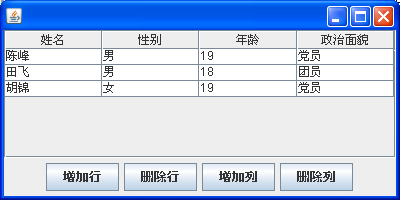 姓名 性别 年龄 政治面貌
陈峰 男 19 党员
田飞 男 18 团员
胡锦 女 19 党员
增加行 删除行 增加列 删除列